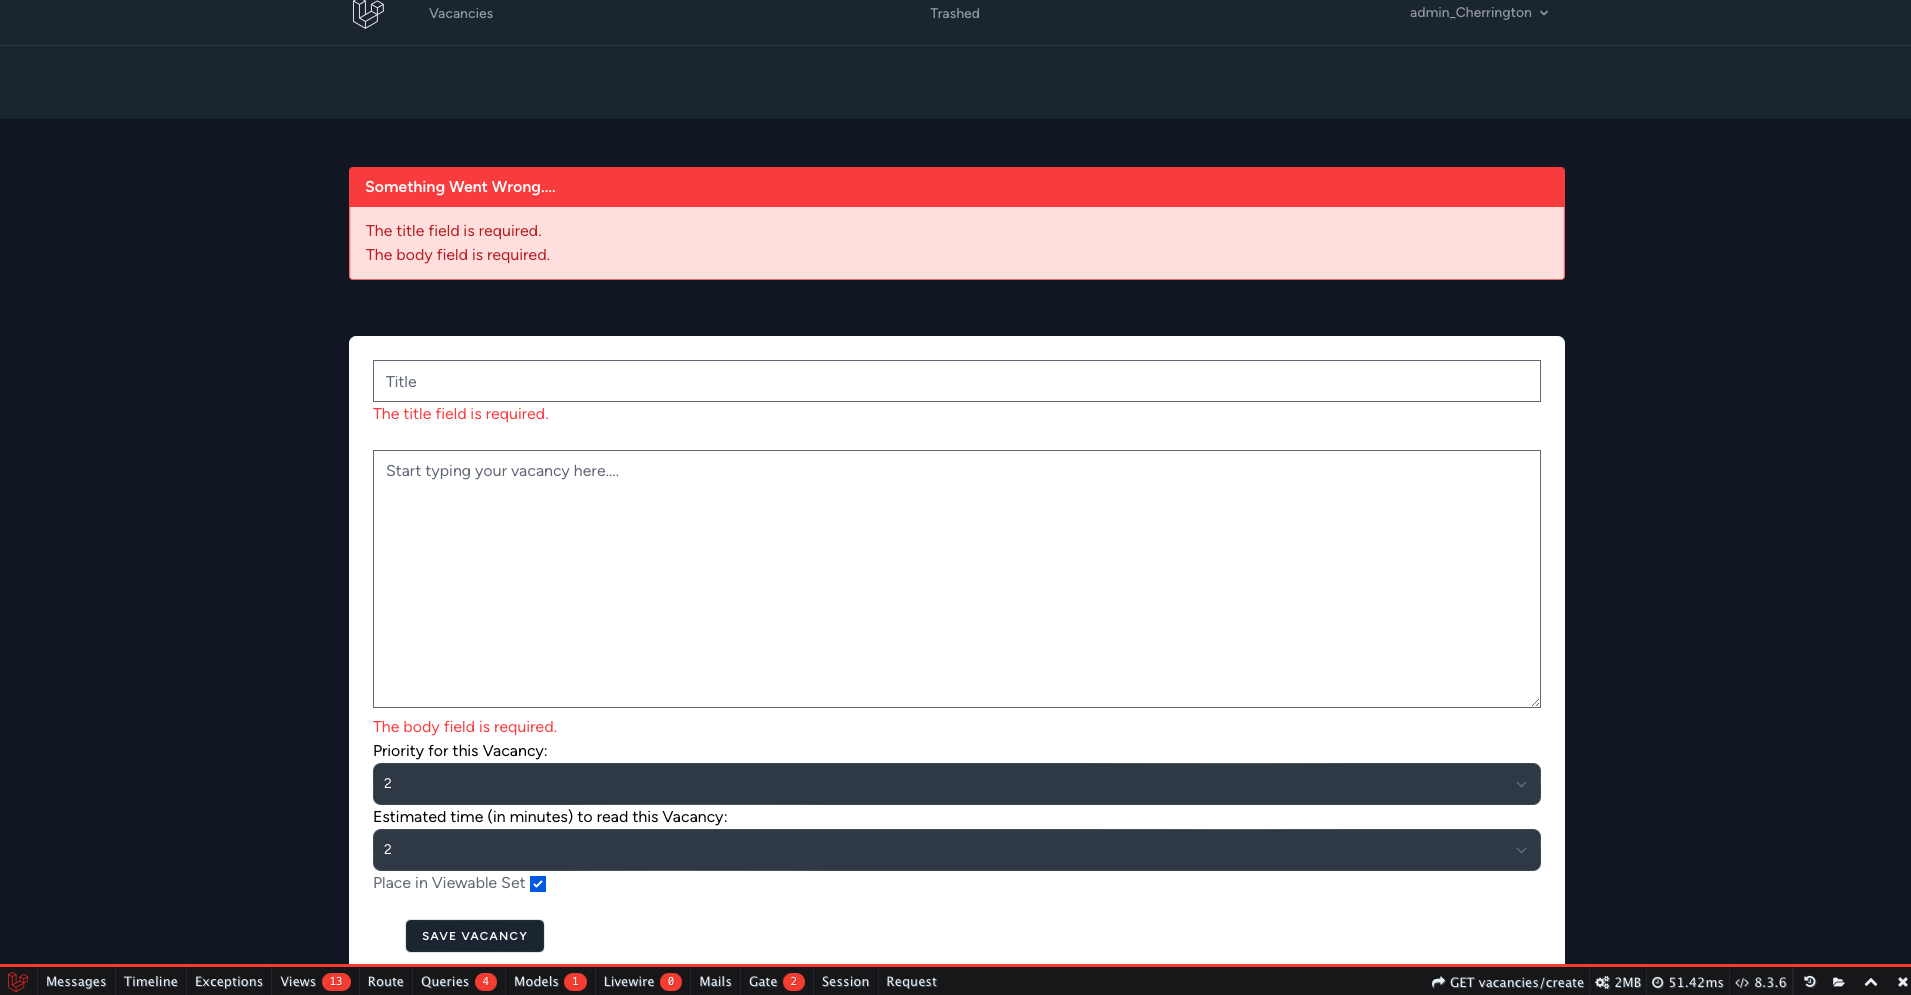 Vacancies Trashed admin_Cherrington
Something Went Wrong....
The title field is required.
The body field is required.
Title
The title field is required.
Start typing your vacancy here....
The body field is required.
Priority for this Vacancy:
2
Estimated time (in minutes) to read this Vacancy:
2
Place in Viewable Set
SAVE VACANCY
Messages Timeline Exceptions Views 13 Route Queries 4 Models 1 Livewire 0 Mails Gate 2 Session Request GET vacancies/create 2MB 51.42ms 8.3.6